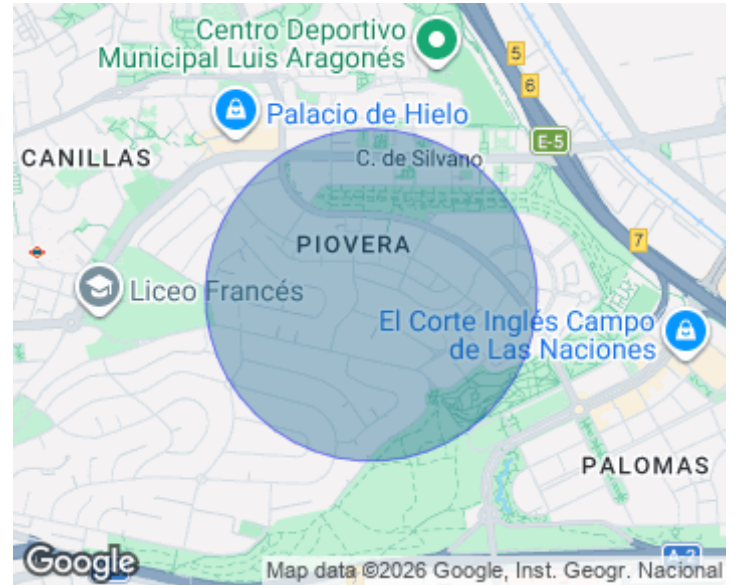 Centro Deportivo
Municipal Luis Aragonés
5
6
Palacio de Hielo
E-5
CANILLAS
C. de Silvano
PIOVERA
7
Liceo Francés
El Corte Inglés Campo
de Las Naciones
PALOMAS
A-2
Google
Map data ©2026 Google, Inst. Geogr. Nacional